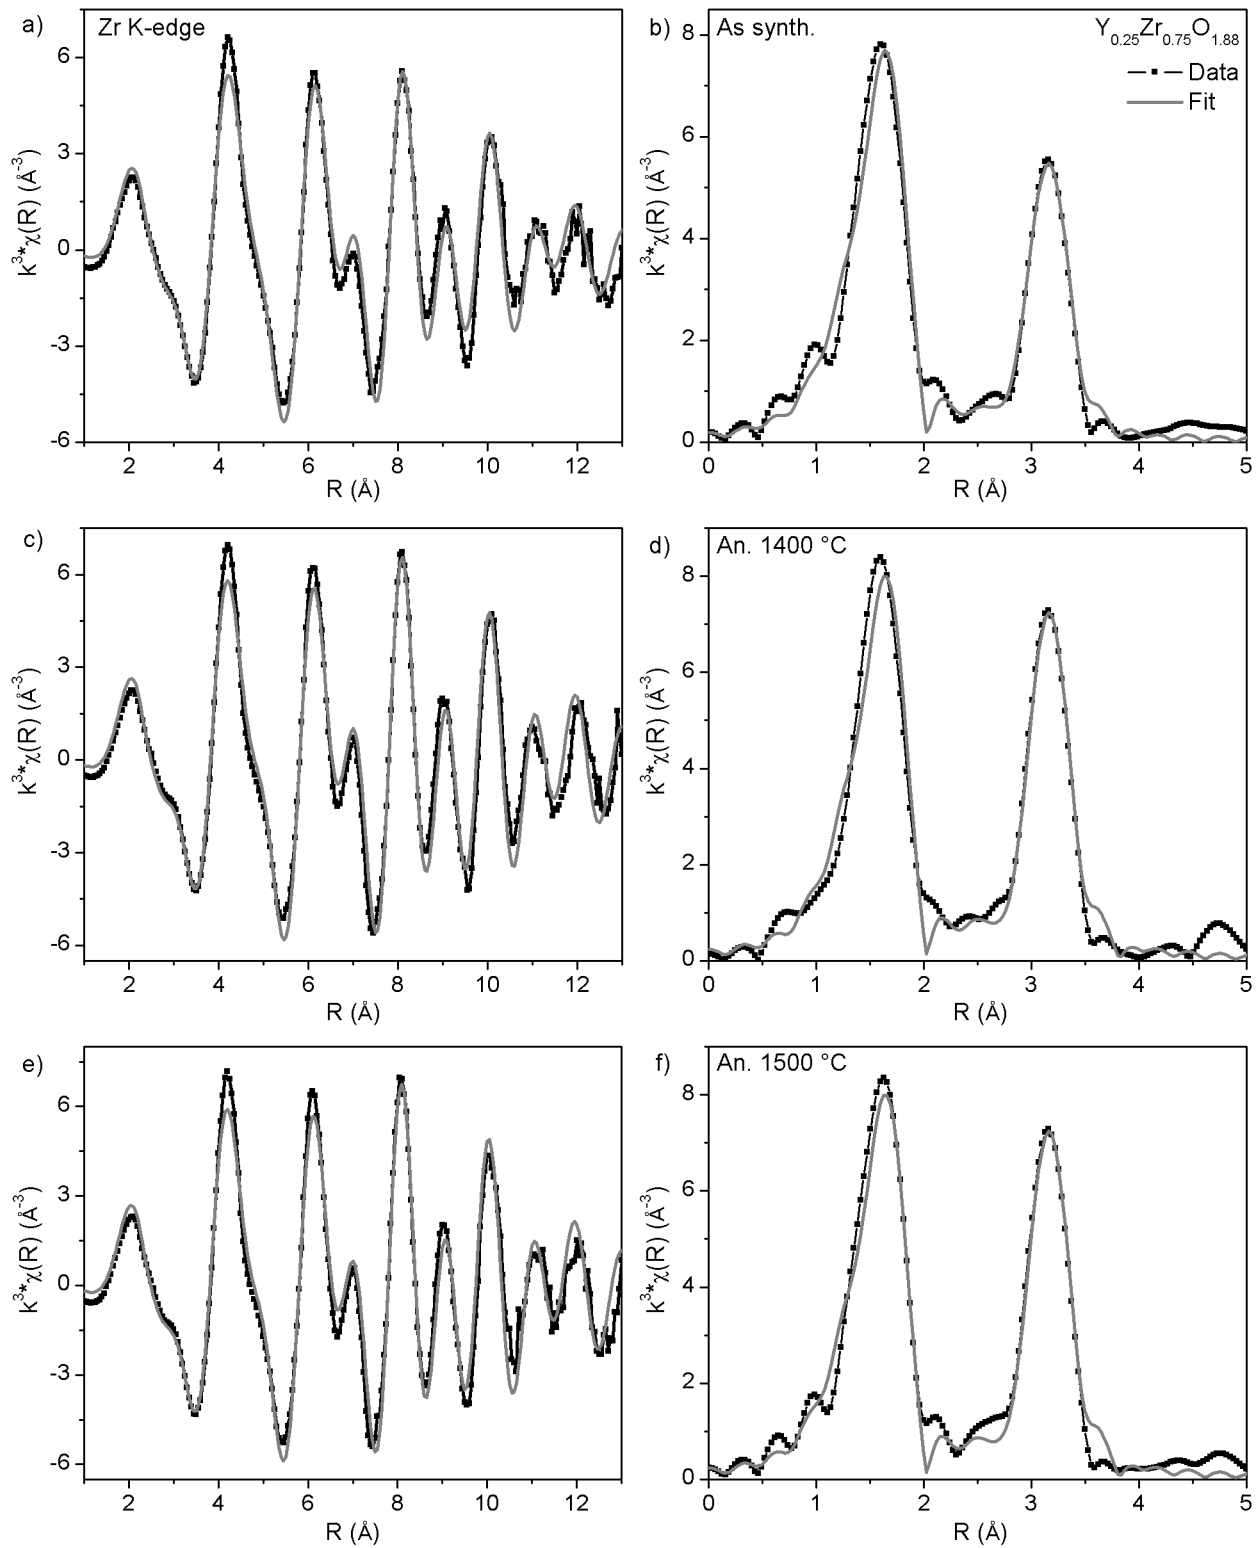 a) Zr K-edge
6
3
0
-3
-6
k³*χ(R) (Å⁻³)
2 4 6 8 10 12
R (Å)
b) As synth. Y₀.₂₅Zr₀.₇₅O₁.₈₈
Data
Fit
8
6
4
2
0
k³*χ(R) (Å⁻³)
0 1 2 3 4 5
R (Å)
c)
6
3
0
-3
-6
k³*χ(R) (Å⁻³)
2 4 6 8 10 12
R (Å)
d) An. 1400 °C
8
6
4
2
0
k³*χ(R) (Å⁻³)
0 1 2 3 4 5
R (Å)
e)
6
3
0
-3
-6
k³*χ(R) (Å⁻³)
2 4 6 8 10 12
R (Å)
f) An. 1500 °C
8
6
4
2
0
k³*χ(R) (Å⁻³)
0 1 2 3 4 5
R (Å)